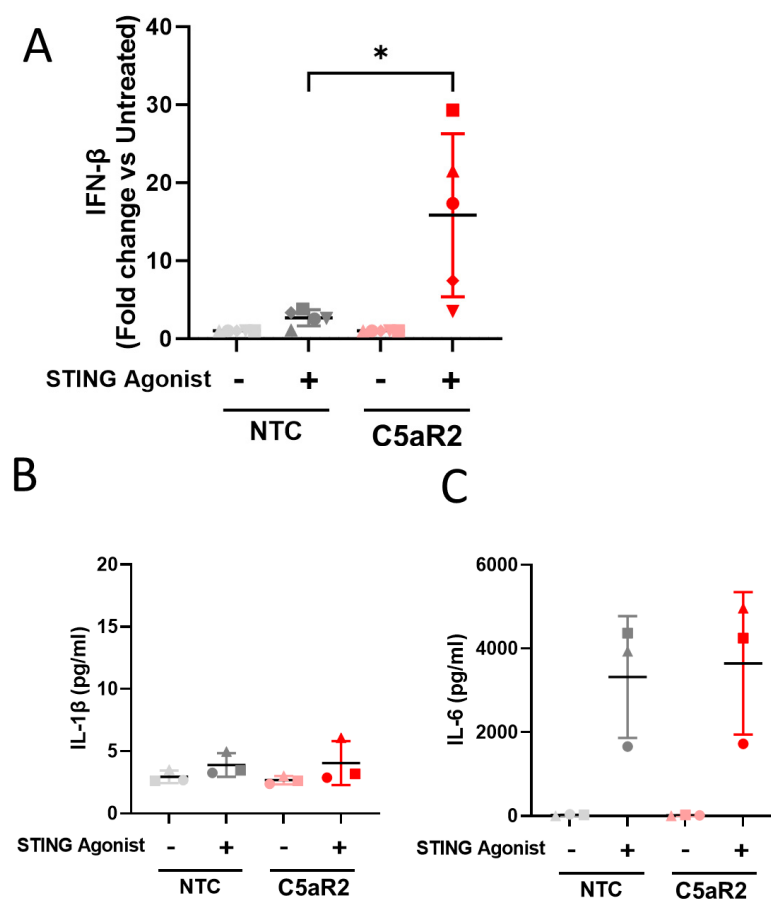 A
IFN-β
(Fold change vs Untreated)
40
30
20
10
0
*
STING Agonist - + - +
NTC C5aR2
B
IL-1β (pg/ml)
20
15
10
5
0
STING Agonist - + - +
NTC C5aR2
C
IL-6 (pg/ml)
6000
4000
2000
0
STING Agonist - + - +
NTC C5aR2